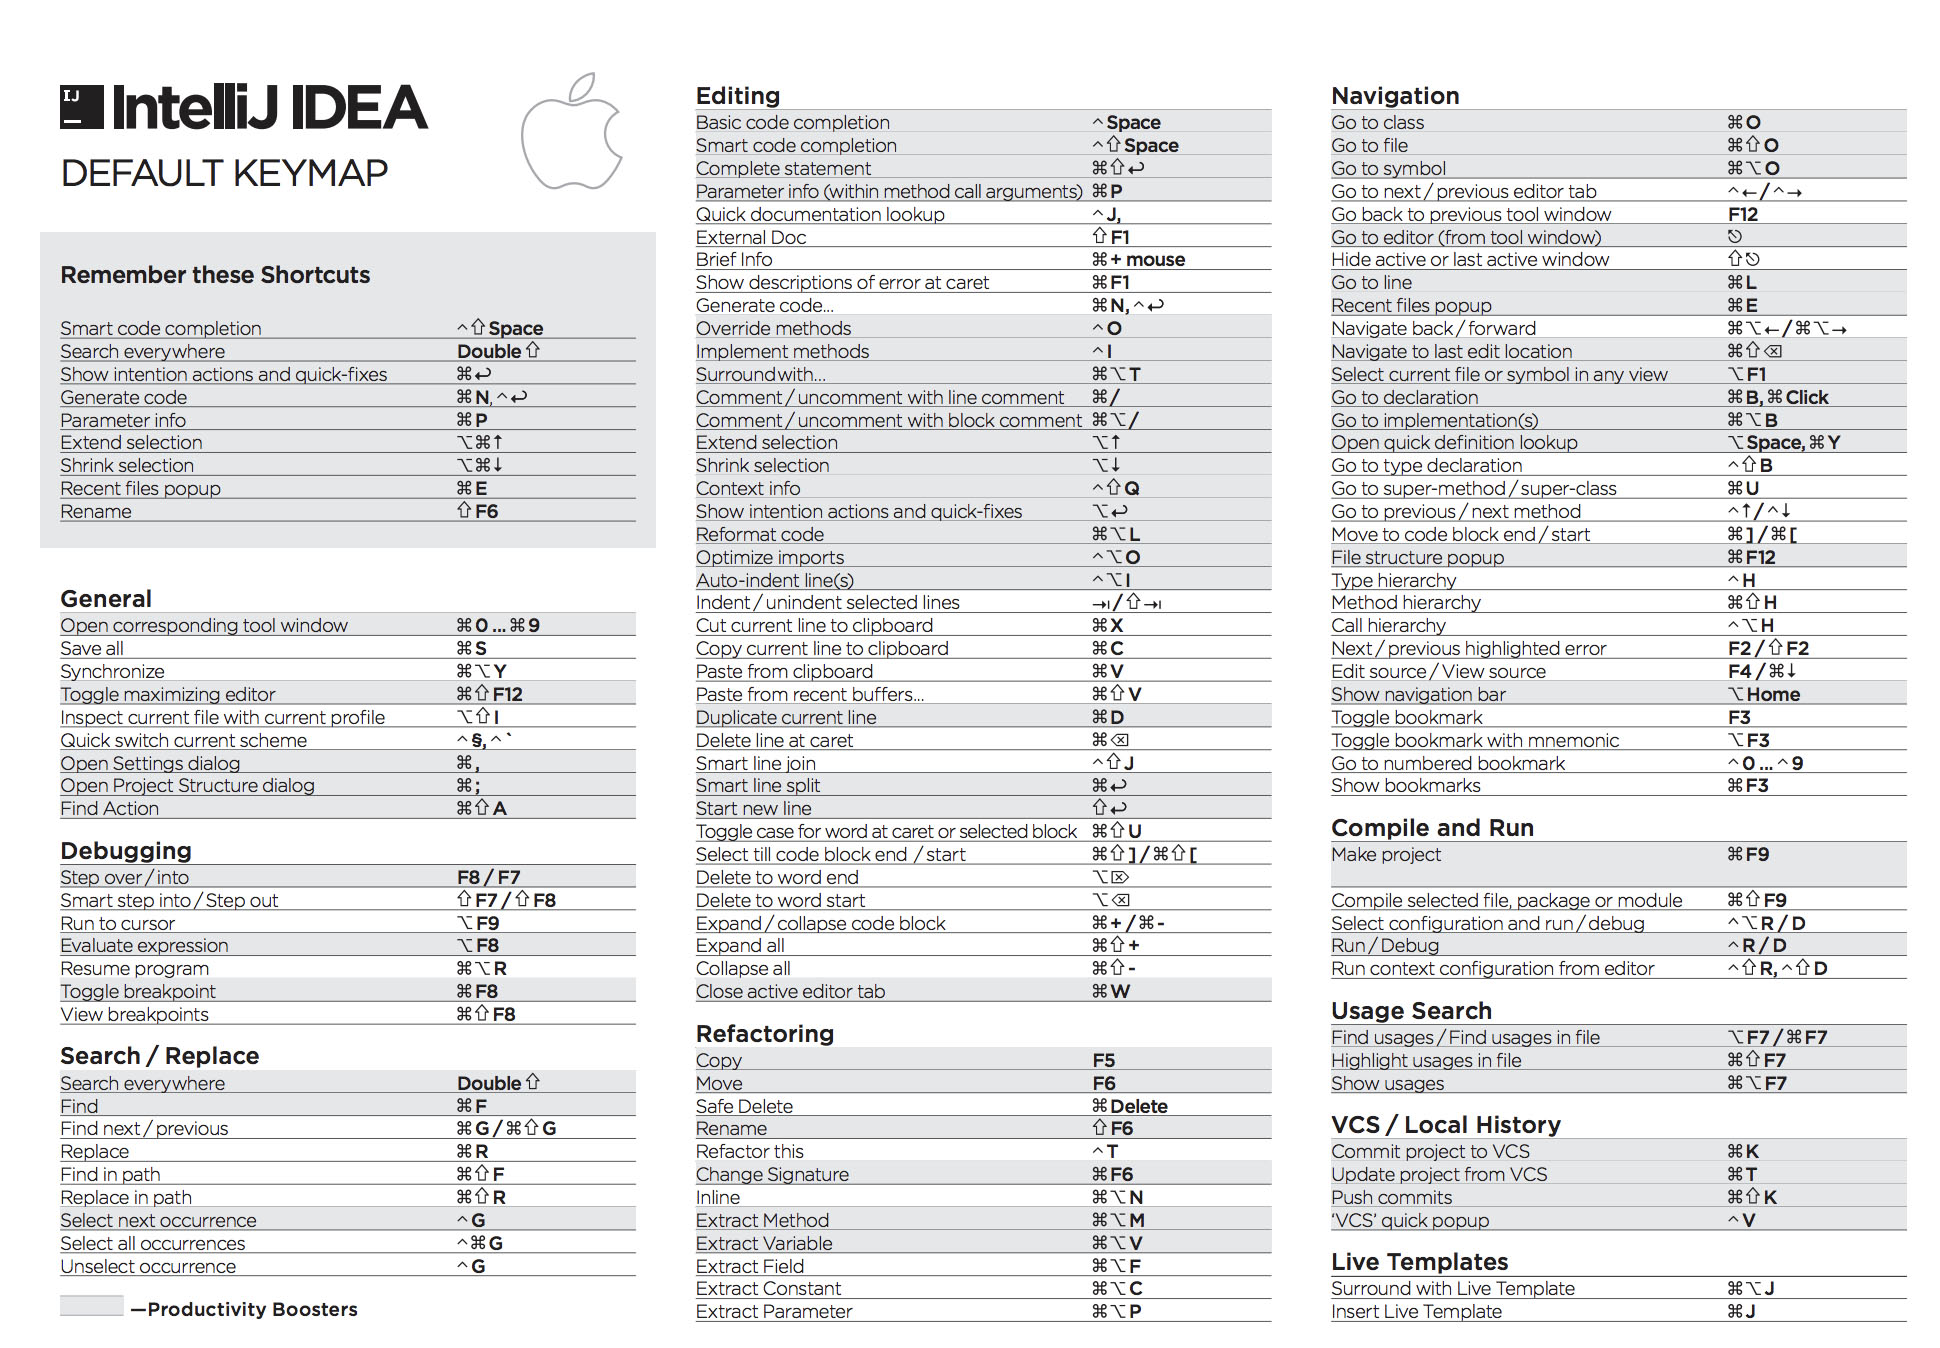 IJ IntelliJ IDEA
DEFAULT KEYMAP
Remember these Shortcuts
Smart code completion ^⇧Space
Search everywhere Double⇧
Show intention actions and quick-fixes ⌘↩
Generate code ⌘N, ^↩
Parameter info ⌘P
Extend selection ⌥⌘↑
Shrink selection ⌥⌘↓
Recent files popup ⌘E
Rename ⇧F6
General
Open corresponding tool window ⌘0...⌘9
Save all ⌘S
Synchronize ⌘⌥Y
Toggle maximizing editor ⌘⇧F12
Inspect current file with current profile ⌥⇧I
Quick switch current scheme ^§, ^`
Open Settings dialog ⌘,
Open Project Structure dialog ⌘;
Find Action ⌘⇧A
Debugging
Step over/into F8/F7
Smart step into/Step out ⇧F7/⇧F8
Run to cursor ⌥F9
Evaluate expression ⌥F8
Resume program ⌘⌥R
Toggle breakpoint ⌘F8
View breakpoints ⌘⇧F8
Search / Replace
Search everywhere Double⇧
Find ⌘F
Find next/previous ⌘G/⌘⇧G
Replace ⌘R
Find in path ⌘⇧F
Replace in path ⌘⇧R
Select next occurrence ^G
Select all occurrences ^⌘G
Unselect occurrence ^G
—Productivity Boosters
Editing
Basic code completion ^Space
Smart code completion ^⇧Space
Complete statement ⌘⇧↩
Parameter info (within method call arguments) ⌘P
Quick documentation lookup ^J,
External Doc ⇧F1
Brief Info ⌘+ mouse
Show descriptions of error at caret ⌘F1
Generate code... ⌘N, ^↩
Override methods ^O
Implement methods ^I
Surround with... ⌘⌥T
Comment/uncomment with line comment ⌘/
Comment/uncomment with block comment ⌘⌥/
Extend selection ⌥↑
Shrink selection ⌥↓
Context info ^⇧Q
Show intention actions and quick-fixes ⌥↩
Reformat code ⌘⌥L
Optimize imports ^⌥O
Auto-indent line(s) ^⌥I
Indent/unindent selected lines ⇥/⇧⇥
Cut current line to clipboard ⌘X
Copy current line to clipboard ⌘C
Paste from clipboard ⌘V
Paste from recent buffers... ⌘⇧V
Duplicate current line ⌘D
Delete line at caret ⌘⌫
Smart line join ^⇧J
Smart line split ⌘↩
Start new line ⇧↩
Toggle case for word at caret or selected block ⌘⇧U
Select till code block end /start ⌘⇧]/⌘⇧[
Delete to word end ⌥⌦
Delete to word start ⌥⌫
Expand/collapse code block ⌘+/⌘-
Expand all ⌘⇧+
Collapse all ⌘⇧-
Close active editor tab ⌘W
Refactoring
Copy F5
Move F6
Safe Delete ⌘Delete
Rename ⇧F6
Refactor this ^T
Change Signature ⌘F6
Inline ⌘⌥N
Extract Method ⌘⌥M
Extract Variable ⌘⌥V
Extract Field ⌘⌥F
Extract Constant ⌘⌥C
Extract Parameter ⌘⌥P
Navigation
Go to class ⌘O
Go to file ⌘⇧O
Go to symbol ⌘⌥O
Go to next/previous editor tab ^←/^→
Go back to previous tool window F12
Go to editor (from tool window) ⎋
Hide active or last active window ⇧⎋
Go to line ⌘L
Recent files popup ⌘E
Navigate back/forward ⌘⌥←/⌘⌥→
Navigate to last edit location ⌘⇧⌫
Select current file or symbol in any view ⌥F1
Go to declaration ⌘B, ⌘Click
Go to implementation(s) ⌘⌥B
Open quick definition lookup ⌥Space, ⌘Y
Go to type declaration ^⇧B
Go to super-method/super-class ⌘U
Go to previous/next method ^↑/^↓
Move to code block end/start ⌘]/⌘[
File structure popup ⌘F12
Type hierarchy ^H
Method hierarchy ⌘⇧H
Call hierarchy ^⌥H
Next/previous highlighted error F2/⇧F2
Edit source/View source F4/⌘↓
Show navigation bar ⌥Home
Toggle bookmark F3
Toggle bookmark with mnemonic ⌥F3
Go to numbered bookmark ^0...^9
Show bookmarks ⌘F3
Compile and Run
Make project ⌘F9
Compile selected file, package or module ⌘⇧F9
Select configuration and run/debug ^⌥R/D
Run/Debug ^R/D
Run context configuration from editor ^⇧R, ^⇧D
Usage Search
Find usages/Find usages in file ⌥F7/⌘F7
Highlight usages in file ⌘⇧F7
Show usages ⌘⌥F7
VCS / Local History
Commit project to VCS ⌘K
Update project from VCS ⌘T
Push commits ⌘⇧K
‘VCS’ quick popup ^V
Live Templates
Surround with Live Template ⌘⌥J
Insert Live Template ⌘J